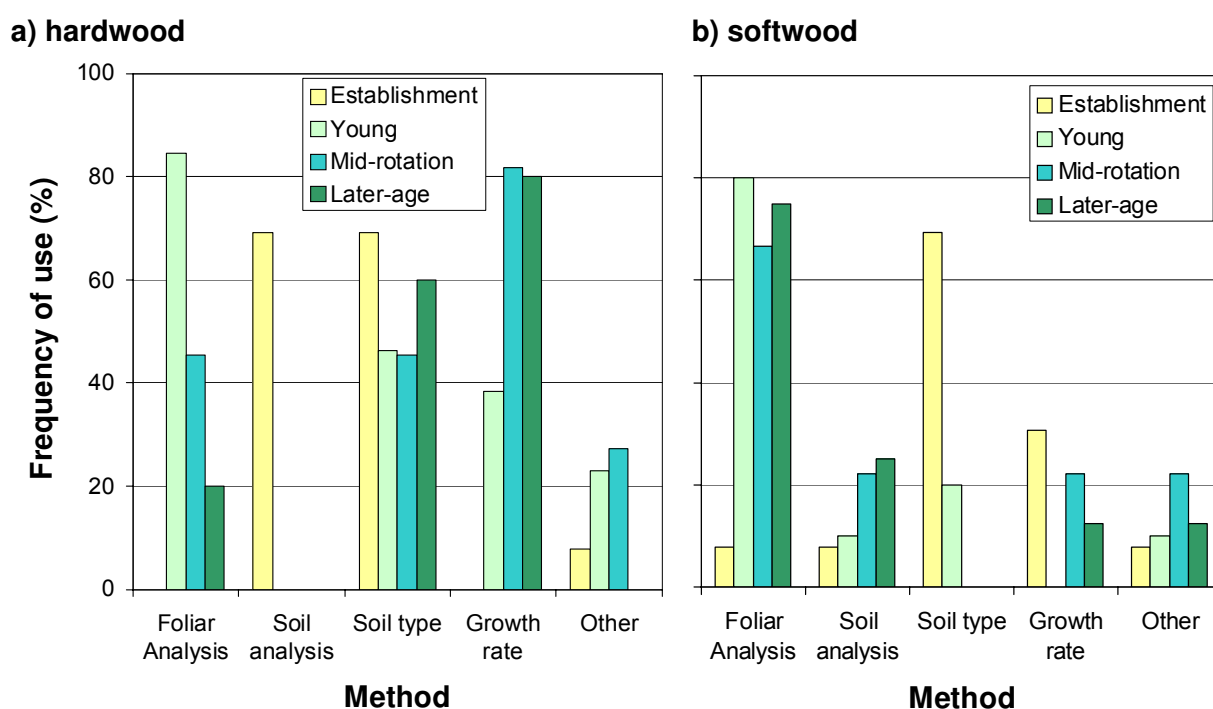 a) hardwood
100
80
60
40
20
0
Frequency of use (%)
Establishment
Young
Mid-rotation
Later-age
Foliar Analysis
Soil analysis
Soil type
Growth rate
Other
Method
b) softwood
Establishment
Young
Mid-rotation
Later-age
Foliar Analysis
Soil analysis
Soil type
Growth rate
Other
Method